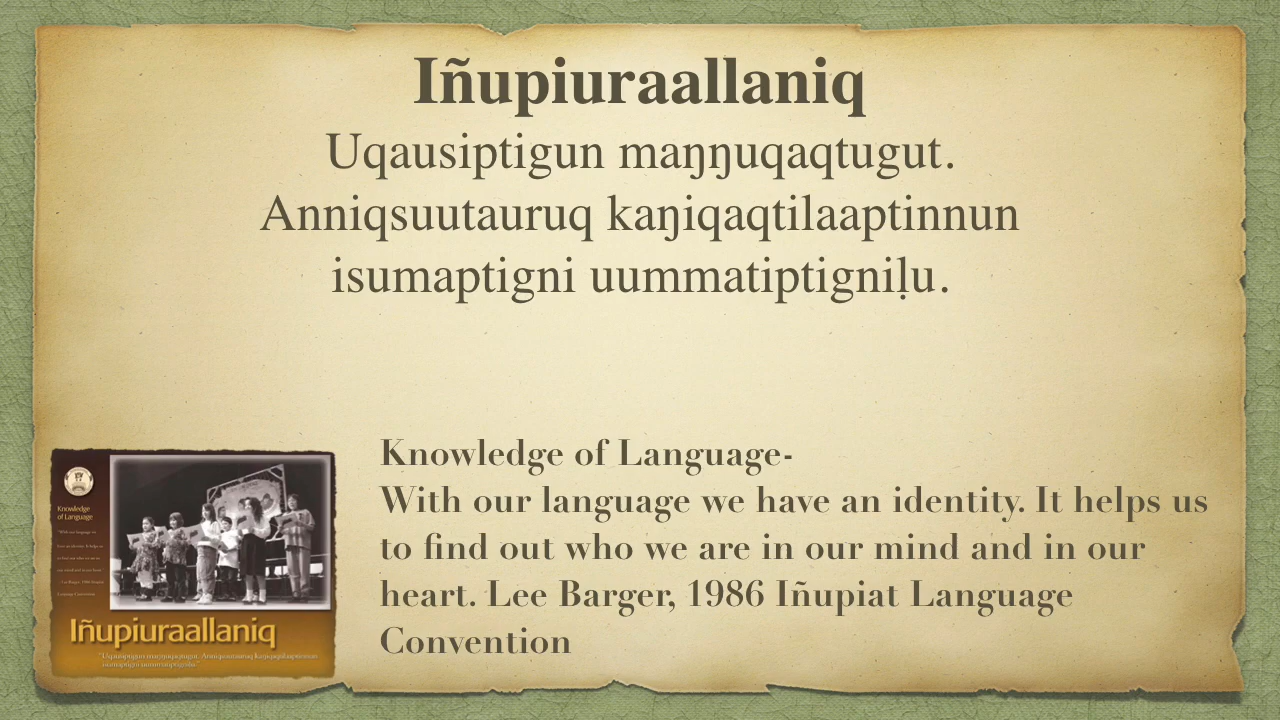 Iñupiuraallaniq
Uqausiptigun maŋŋuqaqtugut.
Anniqsuutauruq kaŋiqaqtilaaptinnun
isumaptigni uummatiptigniḷu.
Knowledge of Language-
With our language we have an identity. It helps us
to find out who we are in our mind and in our
heart. Lee Barger, 1986 Iñupiat Language
Convention
Knowledge
of Language
Iñupiuraallaniq